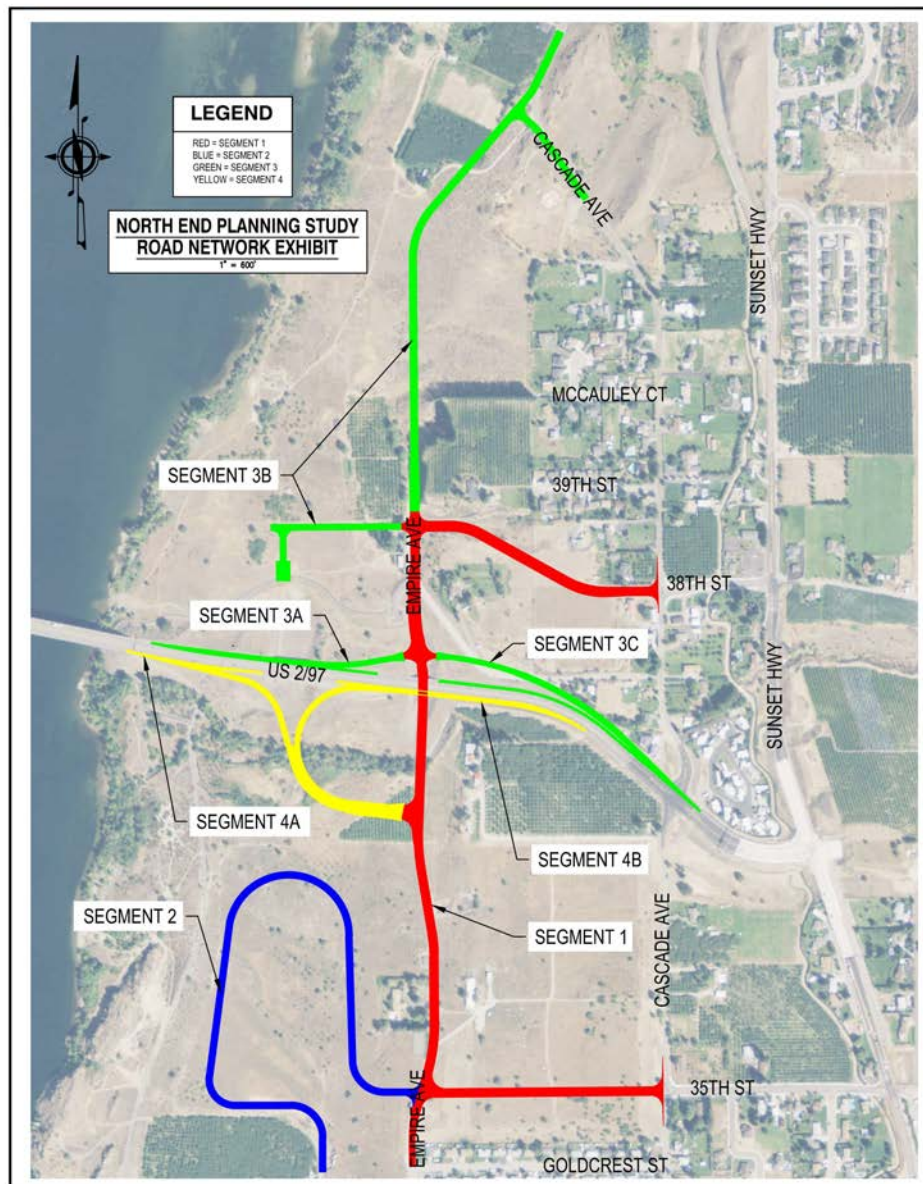 LEGEND
RED = SEGMENT 1
BLUE = SEGMENT 2
GREEN = SEGMENT 3
YELLOW = SEGMENT 4
NORTH END PLANNING STUDY
ROAD NETWORK EXHIBIT
1" = 600'
CASCADE AVE
SUNSET HWY
MCCAULEY CT
SEGMENT 3B
39TH ST
EMPIRE AVE
38TH ST
SEGMENT 3A
SEGMENT 3C
US 2/97
SUNSET HWY
SEGMENT 4A
SEGMENT 4B
SEGMENT 2
SEGMENT 1
CASCADE AVE
EMPIRE AVE
35TH ST
GOLDCREST ST